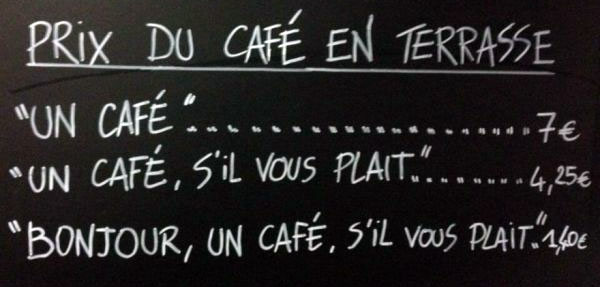 PRIX DU CAFÉ EN TERRASSE
"UN CAFÉ"........................7€
"UN CAFÉ, S'IL VOUS PLAIT."..........4,25€
"BONJOUR, UN CAFÉ, S'IL VOUS PLAIT."1,40€